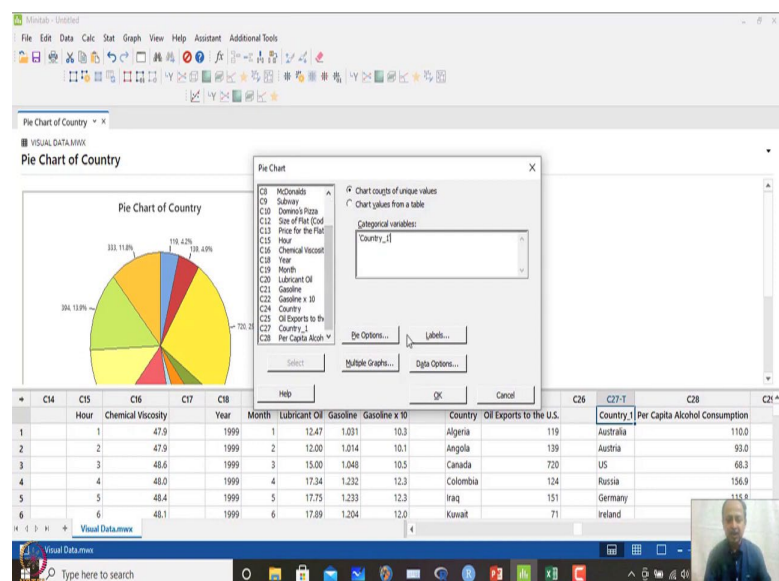 Minitab - Untitled
File Edit Data Calc Stat Graph View Help Assistant Additional Tools
Pie Chart of Country
VISUAL DATA.MWX
Pie Chart of Country
Pie Chart of Country
333, 11.8%
119, 4.2%
139, 4.9%
394, 13.9%
720, 25
Pie Chart
C8 McDonalds
C9 Subway
C10 Domino's Pizza
C12 Size of Flat (Cod
C13 Price for the Flat
C15 Hour
C16 Chemical Viscosit
C18 Year
C19 Month
C20 Lubricant Oil
C21 Gasoline
C22 Gasoline x 10
C24 Country
C25 Oil Exports to th
C27 Country_1
C28 Per Capita Alcoh
Chart counts of unique values
Chart values from a table
Categorical variables:
'Country_1'
Pie Options... Labels...
Select Multiple Graphs... Data Options...
Help OK Cancel
C14 C15 C16 C17 C18 C26 C27-T C28 C29
Hour Chemical Viscosity Year Month Lubricant Oil Gasoline Gasoline x 10 Country Oil Exports to the U.S. Country_1 Per Capita Alcohol Consumption
1 1 47.9 1999 1 12.47 1.031 10.3 Algeria 119 Australia 110.0
2 2 47.9 1999 2 12.00 1.014 10.1 Angola 139 Austria 93.0
3 3 48.6 1999 3 15.00 1.048 10.5 Canada 720 US 68.3
4 4 48.0 1999 4 17.34 1.232 12.3 Colombia 124 Russia 156.9
5 5 48.4 1999 5 17.75 1.233 12.3 Iraq 151 Germany 115.8
6 6 48.1 1999 6 17.89 1.204 12.0 Kuwait 71 Ireland
Visual Data.mwx
Visual Data.mwx
Type here to search